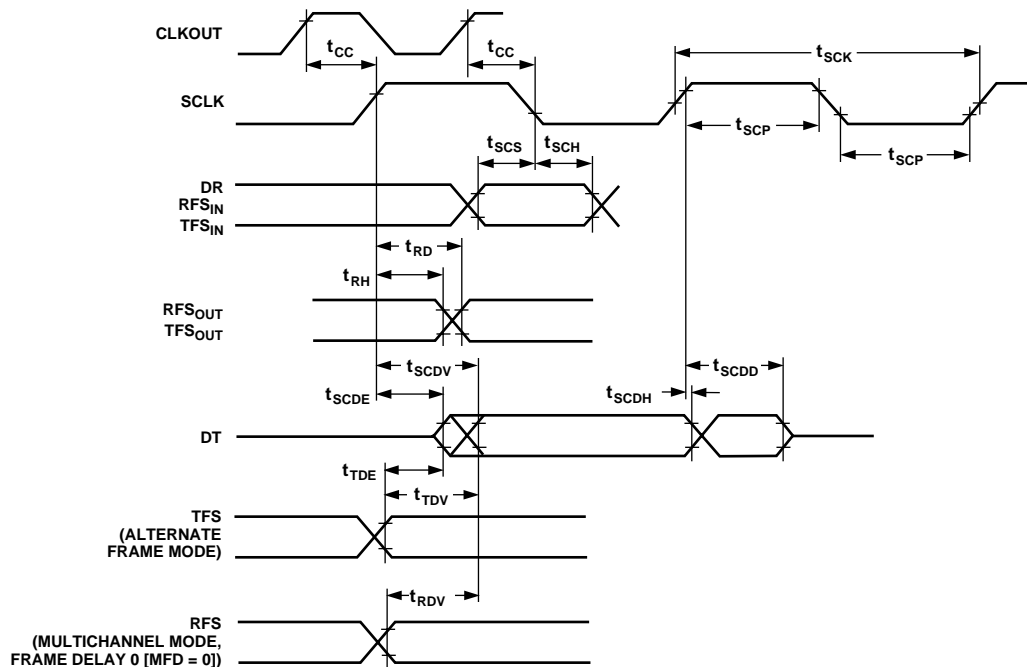 CLKOUT
tCC
tCC
tSCK
SCLK
tSCP
tSCP
tSCS
tSCH
DR
RFSIN
TFSIN
tRD
tRH
RFSOUT
TFSOUT
tSCDV
tSCDD
tSCDE
tSCDH
DT
tTDE
tTDV
TFS
(ALTERNATE
FRAME MODE)
tRDV
RFS
(MULTICHANNEL MODE,
FRAME DELAY 0 [MFD = 0])